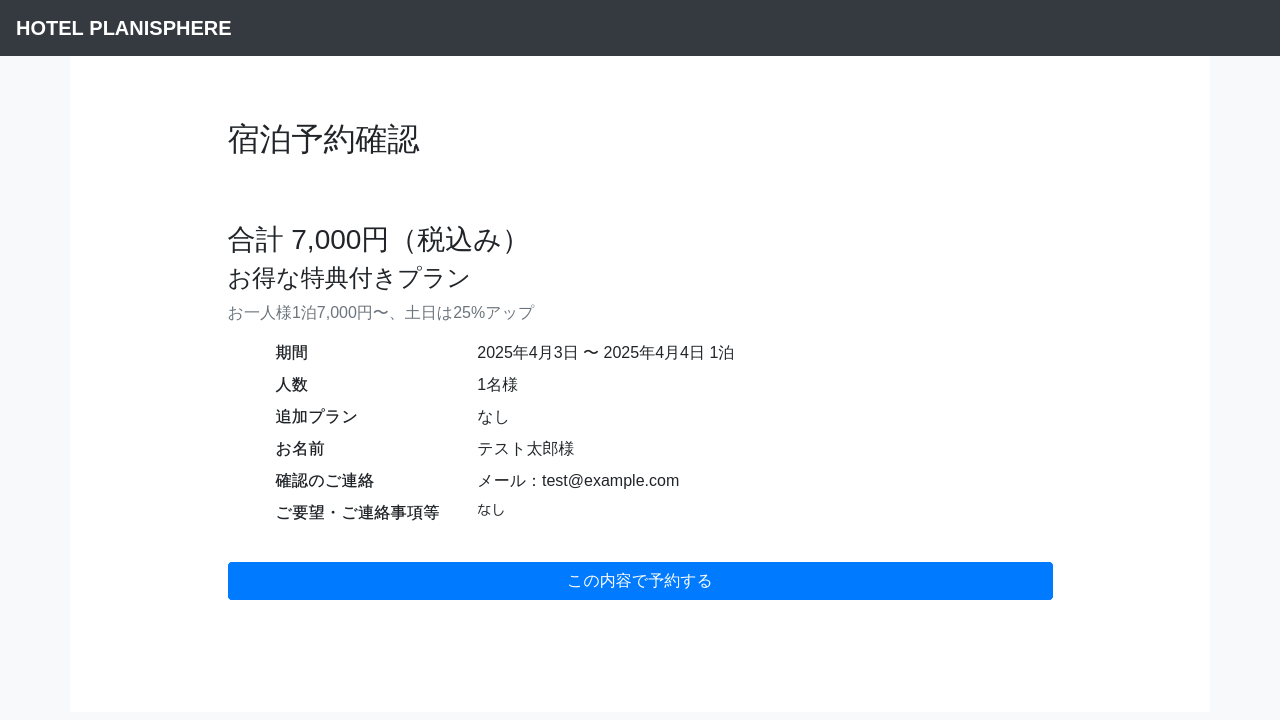 HOTEL PLANISPHERE
宿泊予約確認
合計 7,000円（税込み）
お得な特典付きプラン
お一人様1泊7,000円〜、土日は25%アップ
期間 2025年4月3日 〜 2025年4月4日 1泊
人数 1名様
追加プラン なし
お名前 テスト太郎様
確認のご連絡 メール：test@example.com
ご要望・ご連絡事項等 なし
この内容で予約する